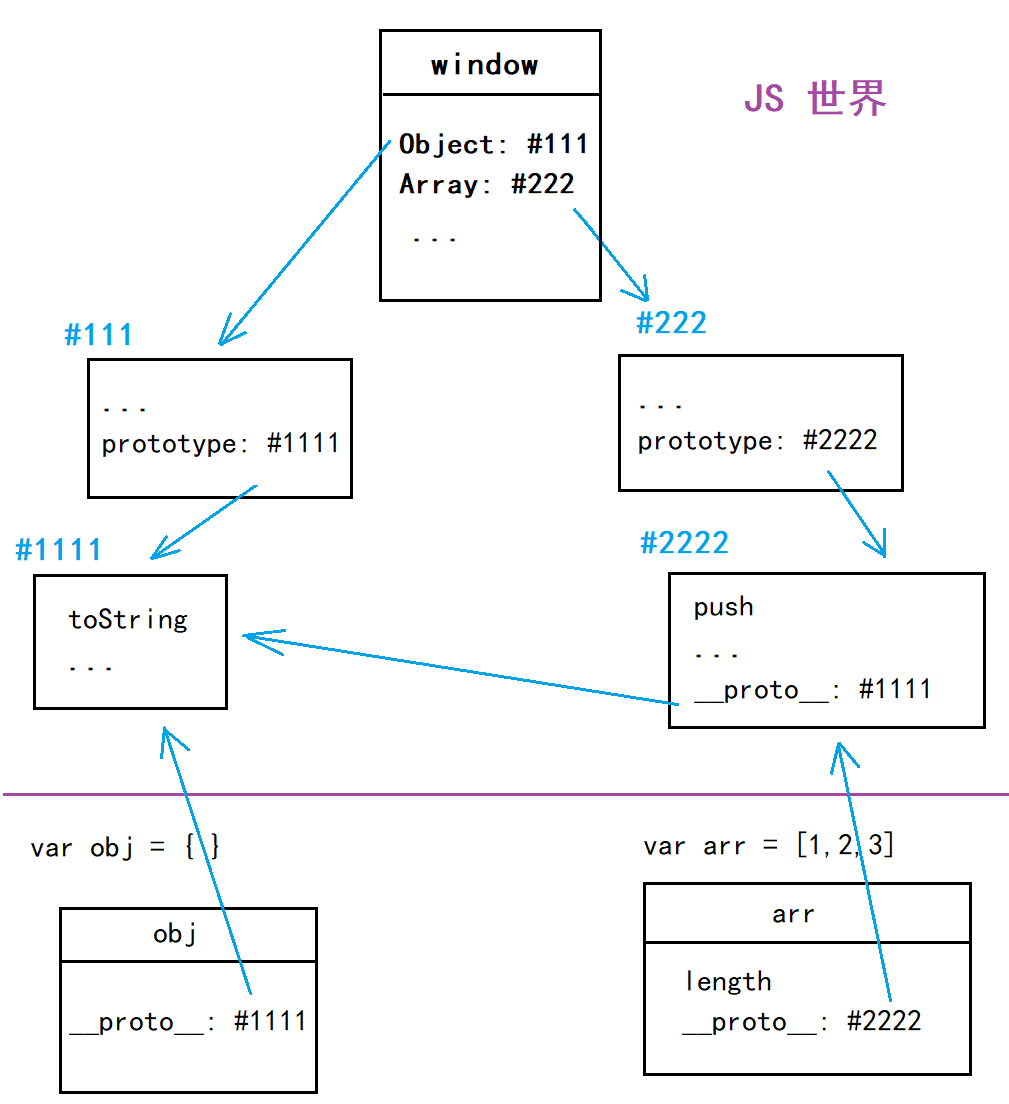 window
JS 世界
Object: #111
Array: #222
...
#111
#222
...
prototype: #1111
...
prototype: #2222
#1111
#2222
toString
...
push
...
__proto__: #1111
var obj = { }
var arr = [1,2,3]
obj
__proto__: #1111
arr
length
__proto__: #2222